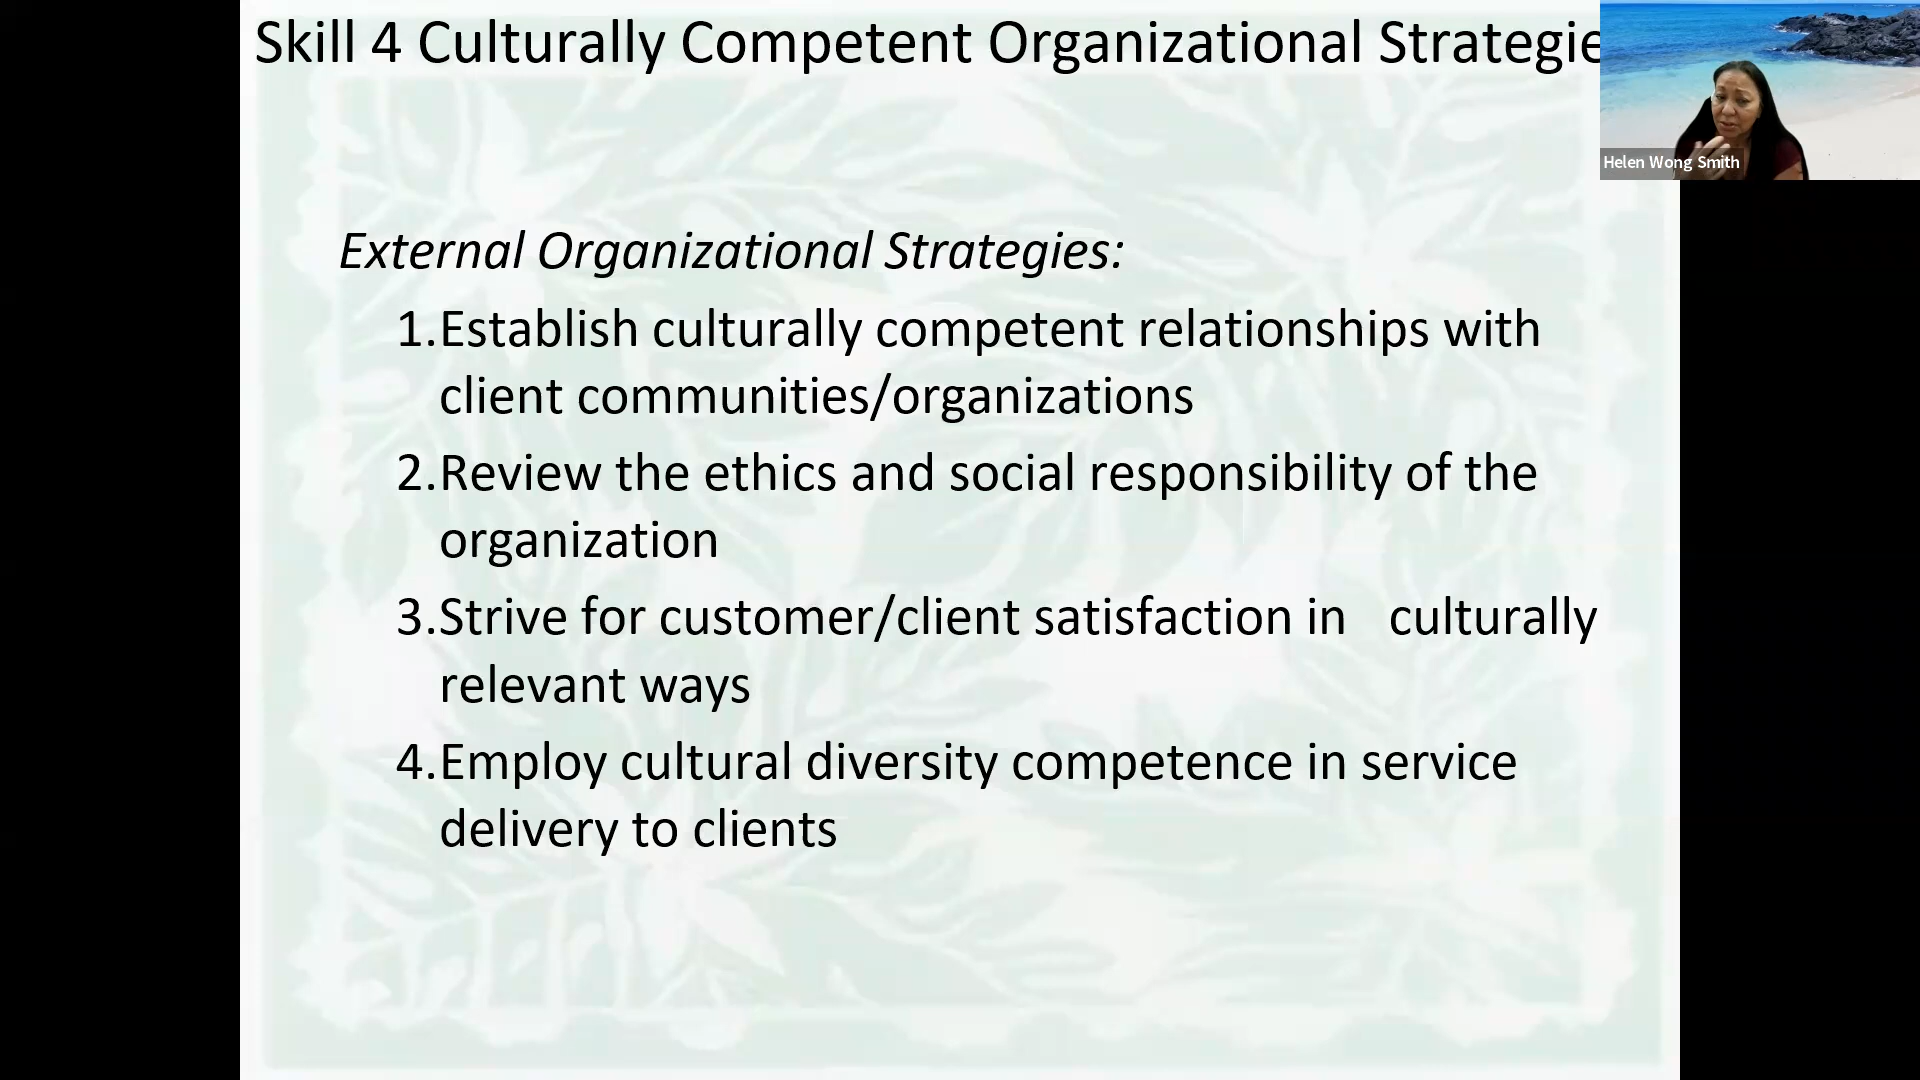 Skill 4 Culturally Competent Organizational Strategie
Helen Wong Smith
External Organizational Strategies:
1.Establish culturally competent relationships with
client communities/organizations
2.Review the ethics and social responsibility of the
organization
3.Strive for customer/client satisfaction in culturally
relevant ways
4.Employ cultural diversity competence in service
delivery to clients